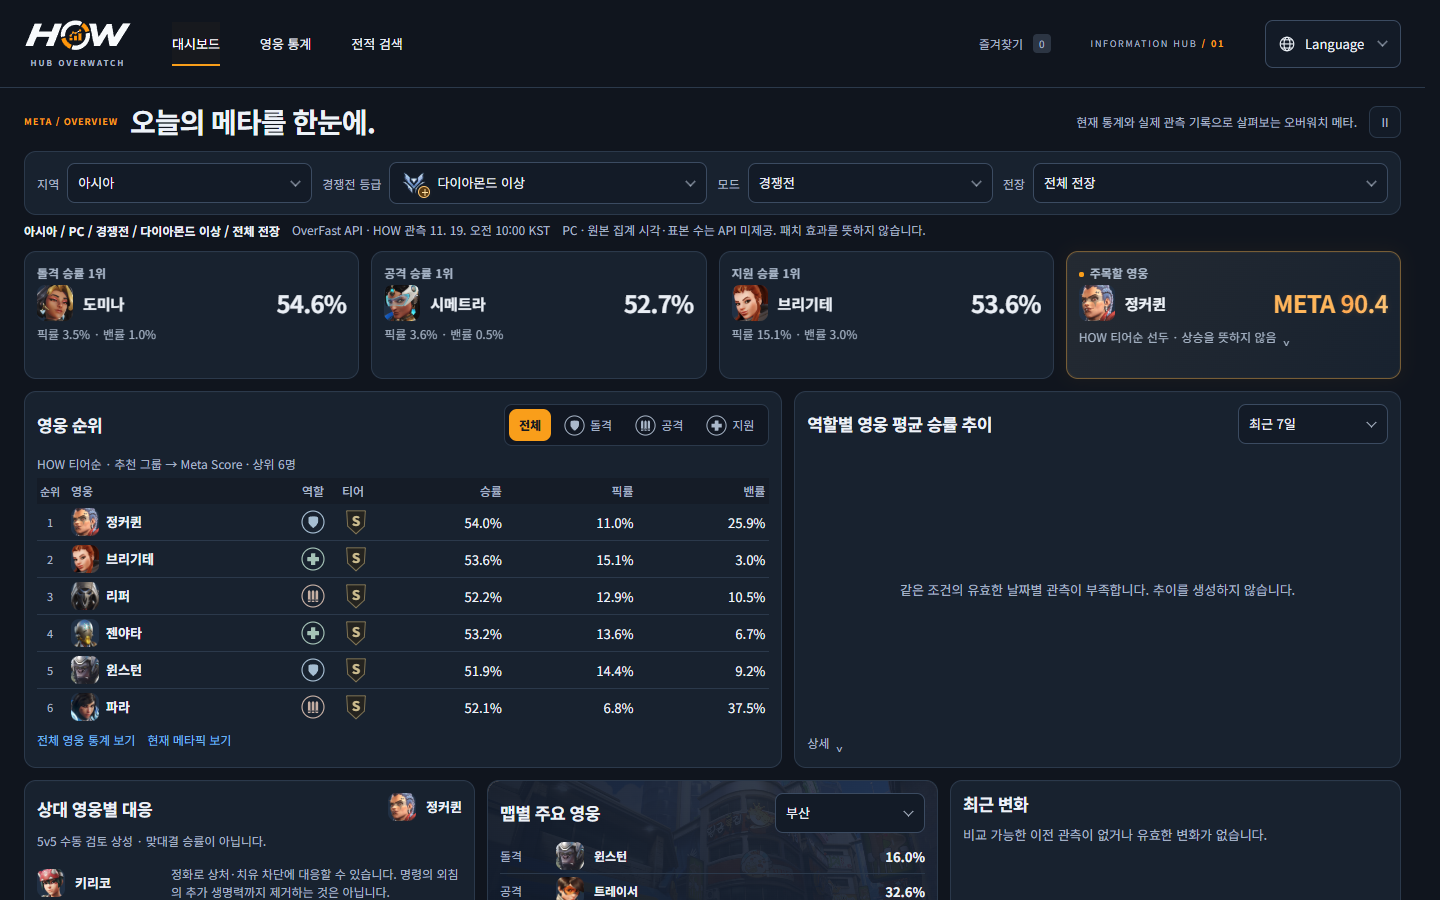 HOW
HUB OVERWATCH
대시보드
영웅 통계
전적 검색
즐겨찾기 0
INFORMATION HUB / 01
Language
META / OVERVIEW
오늘의 메타를 한눈에.
현재 통계와 실제 관측 기록으로 살펴보는 오버워치 메타.
지역 아시아
경쟁전 등급 다이아몬드 이상
모드 경쟁전
전장 전체 전장
아시아 / PC / 경쟁전 / 다이아몬드 이상 / 전체 전장 OverFast API · HOW 관측 11. 19. 오전 10:00 KST PC · 원본 집계 시각·표본 수는 API 미제공. 패치 효과를 뜻하지 않습니다.
돌격 승률 1위
도미나 54.6%
픽률 3.5% · 밴률 1.0%
공격 승률 1위
시메트라 52.7%
픽률 3.6% · 밴률 0.5%
지원 승률 1위
브리기테 53.6%
픽률 15.1% · 밴률 3.0%
주목할 영웅
정커퀸 META 90.4
HOW 티어순 선두 · 상승을 뜻하지 않음
영웅 순위
전체 돌격 공격 지원
HOW 티어순 · 추천 그룹 → Meta Score · 상위 6명
순위 영웅 역할 티어 승률 픽률 밴률
1 정커퀸 S 54.0% 11.0% 25.9%
2 브리기테 S 53.6% 15.1% 3.0%
3 리퍼 S 52.2% 12.9% 10.5%
4 젠야타 S 53.2% 13.6% 6.7%
5 윈스턴 S 51.9% 14.4% 9.2%
6 파라 S 52.1% 6.8% 37.5%
전체 영웅 통계 보기 현재 메타픽 보기
역할별 영웅 평균 승률 추이
최근 7일
같은 조건의 유효한 날짜별 관측이 부족합니다. 추이를 생성하지 않습니다.
상세
상대 영웅별 대응
정커퀸
5v5 수동 검토 상성 · 맞대결 승률이 아닙니다.
키리코
정화로 상처·치유 차단에 대응할 수 있습니다. 명령의 외침
의 추가 생명력까지 제거하는 것은 아닙니다.
맵별 주요 영웅
부산
돌격 윈스턴 16.0%
공격 트레이서 32.6%
최근 변화
비교 가능한 이전 관측이 없거나 유효한 변화가 없습니다.